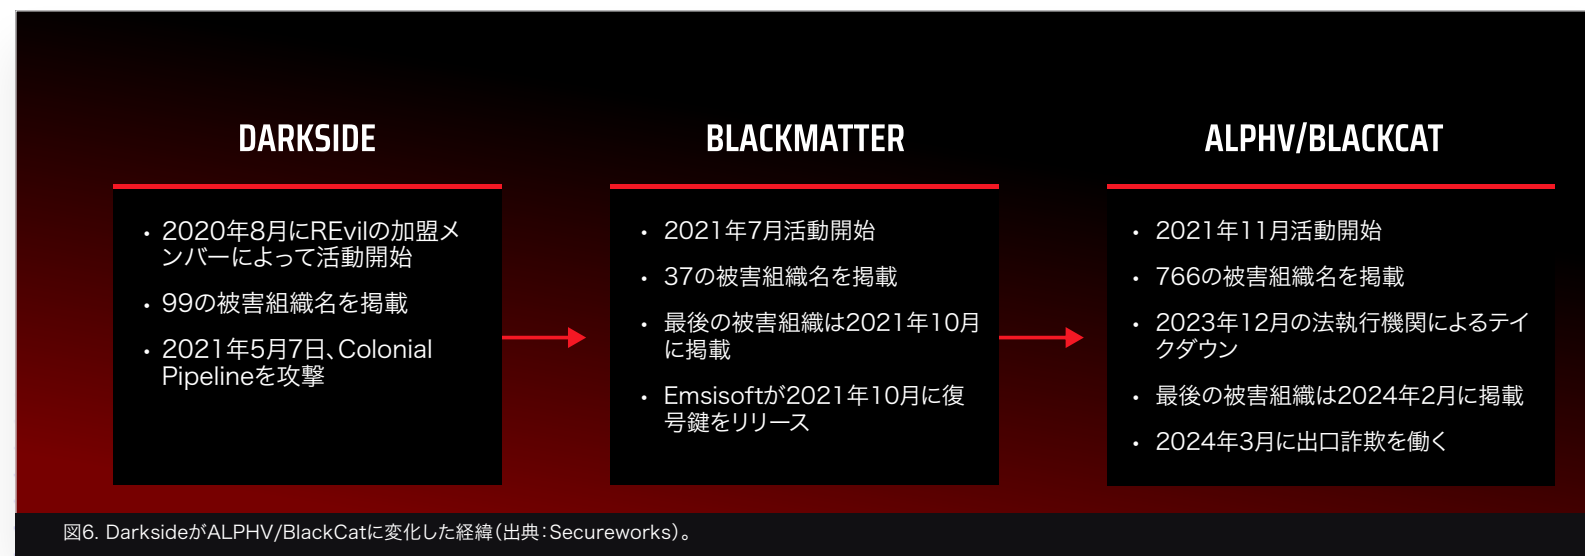 DARKSIDE
・2020年8月にREvilの加盟メ
ンバーによって活動開始
・99の被害組織名を掲載
・2021年5月7日、Colonial
Pipelineを攻撃
BLACKMATTER
・2021年7月活動開始
・37の被害組織名を掲載
・最後の被害組織は2021年10月
に掲載
・Emsisoftが2021年10月に復
号鍵をリリース
ALPHV/BLACKCAT
・2021年11月活動開始
・766の被害組織名を掲載
・2023年12月の法執行機関によるテイ
クダウン
・最後の被害組織は2024年2月に掲載
・2024年3月に出口詐欺を働く
図6. DarksideがALPHV/BlackCatに変化した経緯(出典:Secureworks)。